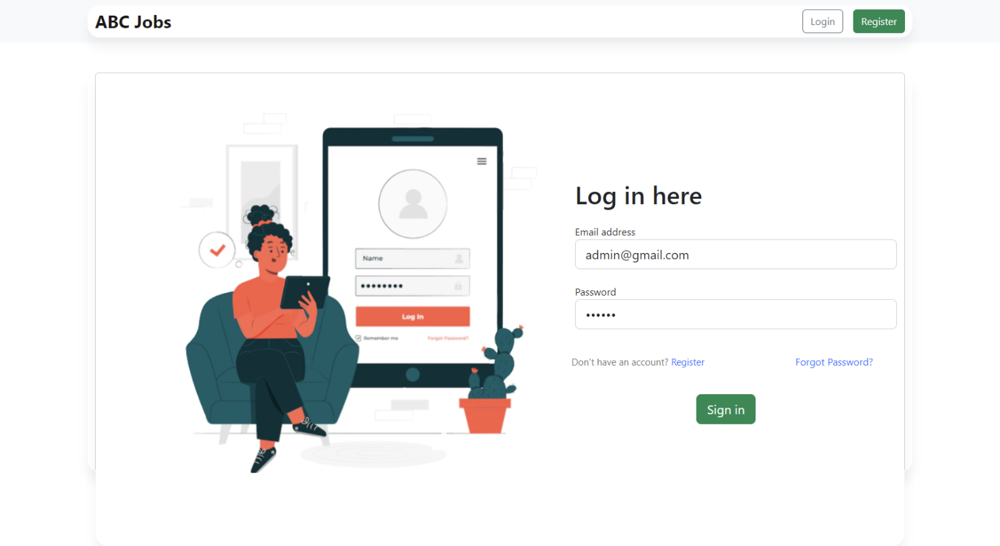 ABC Jobs
Login
Register
Name
••••••••
Log In
Remember me
Forgot Password?
Log in here
Email address
admin@gmail.com
Password
••••••
Don't have an account? Register
Forgot Password?
Sign in